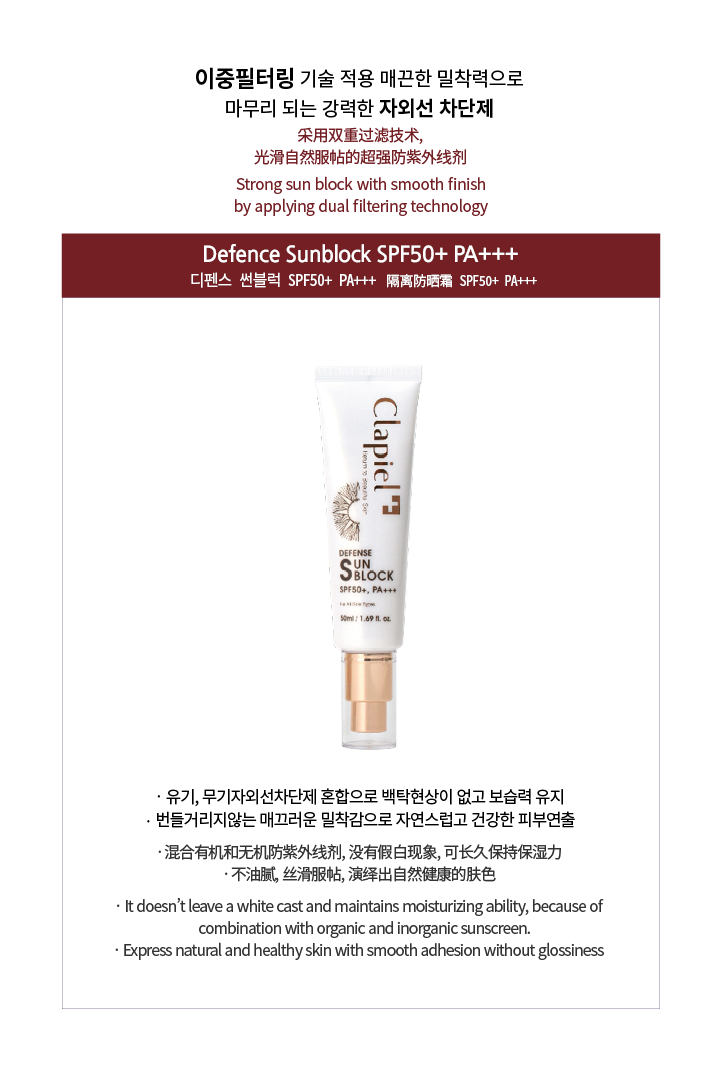 이중필터링 기술 적용 매끈한 밀착력으로
마무리 되는 강력한 자외선 차단제
采用双重过滤技术,
光滑自然服帖的超强防紫外线剂
Strong sun block with smooth finish
by applying dual filtering technology
Defence Sunblock SPF50+ PA+++
디펜스 썬블럭 SPF50+ PA+++ 隔离防晒霜 SPF50+ PA+++
Clapiel
Return to Beauty Skin
DEFENSE
SUN
BLOCK
SPF50+, PA+++
For All Skin Types
50ml / 1.69 fl. oz.
· 유기, 무기자외선차단제 혼합으로 백탁현상이 없고 보습력 유지
· 번들거리지않는 매끄러운 밀착감으로 자연스럽고 건강한 피부연출
· 混合有机和无机防紫外线剂, 没有假白现象, 可长久保持保湿力
· 不油腻, 丝滑服帖, 演绎出自然健康的肤色
· It doesn't leave a white cast and maintains moisturizing ability, because of
combination with organic and inorganic sunscreen.
· Express natural and healthy skin with smooth adhesion without glossiness